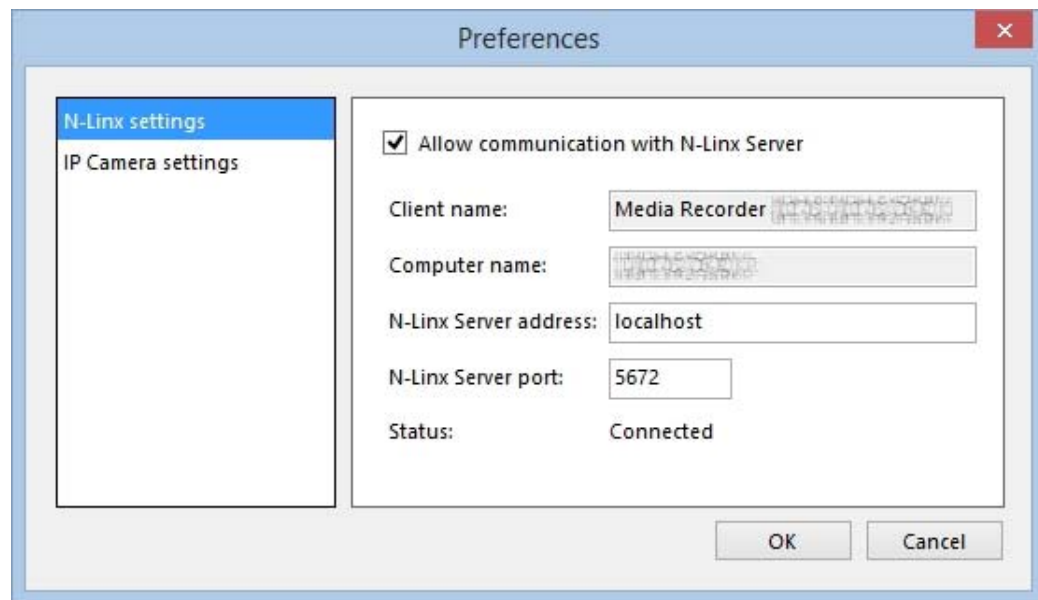 Preferences
N-Linx settings
IP Camera settings
Allow communication with N-Linx Server
Client name: Media Recorder
Computer name:
N-Linx Server address: localhost
N-Linx Server port: 5672
Status: Connected
OK Cancel